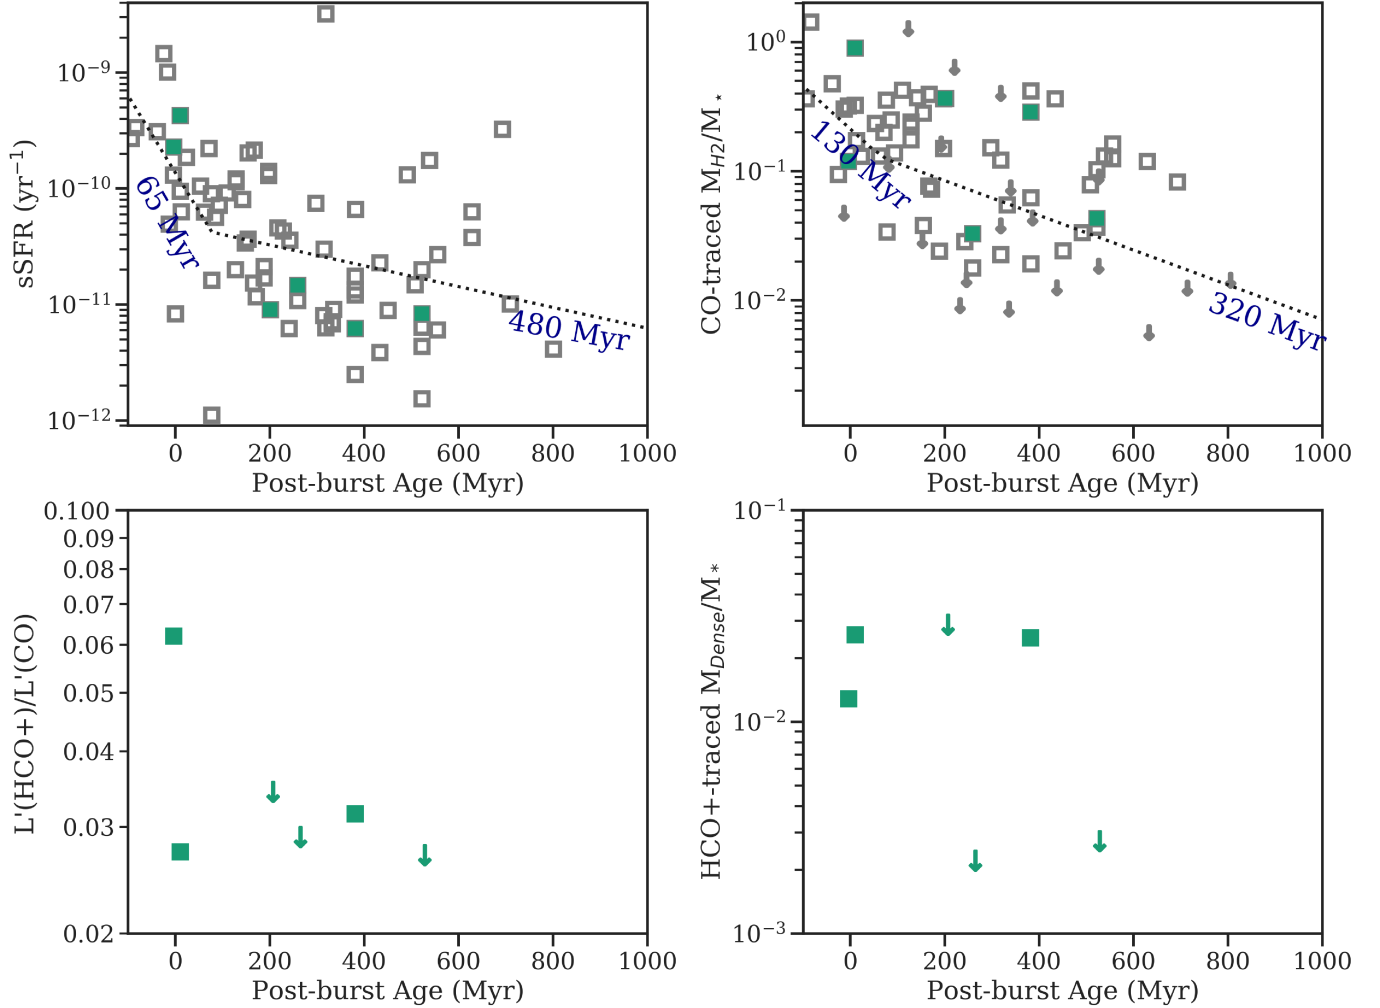 sSFR (yr⁻¹)
10⁻⁹
10⁻¹⁰
10⁻¹¹
10⁻¹²
65 Myr
480 Myr
0 200 400 600 800 1000
Post-burst Age (Myr)
CO-traced M_H2/M⋆
10⁰
10⁻¹
10⁻²
130 Myr
320 Myr
0 200 400 600 800 1000
Post-burst Age (Myr)
L'(HCO+)/L'(CO)
0.100
0.09
0.08
0.07
0.06
0.05
0.04
0.03
0.02
0 200 400 600 800 1000
Post-burst Age (Myr)
HCO+-traced M_Dense/M*
10⁻¹
10⁻²
10⁻³
0 200 400 600 800 1000
Post-burst Age (Myr)